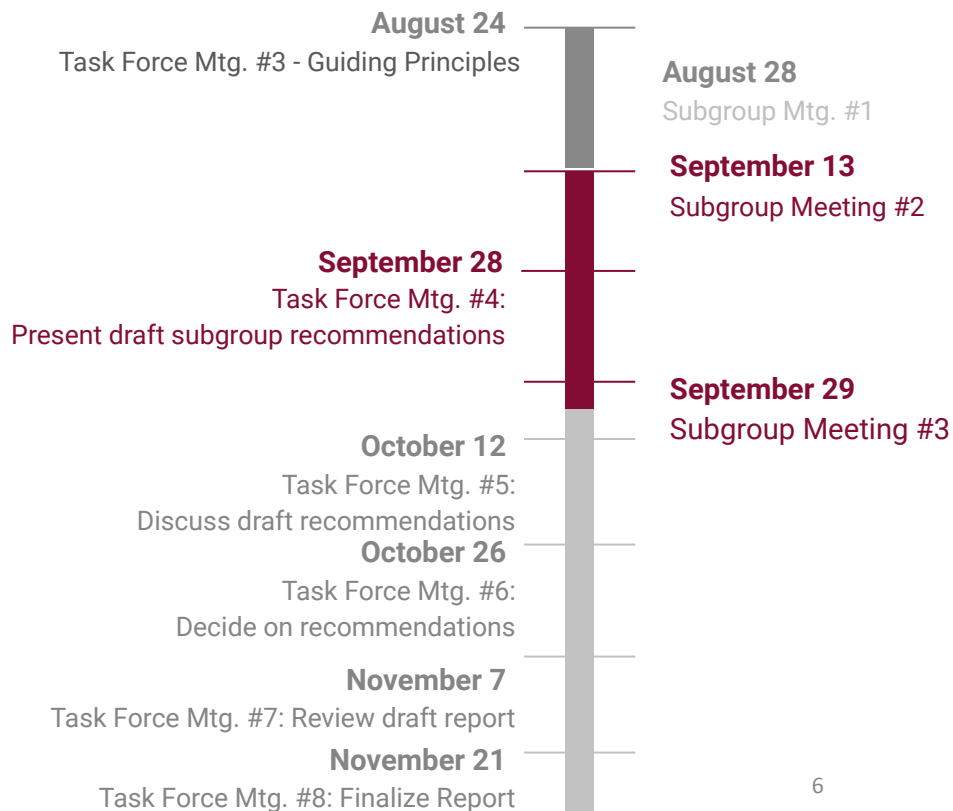 August 24
Task Force Mtg. #3 - Guiding Principles
August 28
Subgroup Mtg. #1
September 13
Subgroup Meeting #2
September 28
Task Force Mtg. #4:
Present draft subgroup recommendations
September 29
Subgroup Meeting #3
October 12
Task Force Mtg. #5:
Discuss draft recommendations
October 26
Task Force Mtg. #6:
Decide on recommendations
November 7
Task Force Mtg. #7: Review draft report
November 21
Task Force Mtg. #8: Finalize Report
6